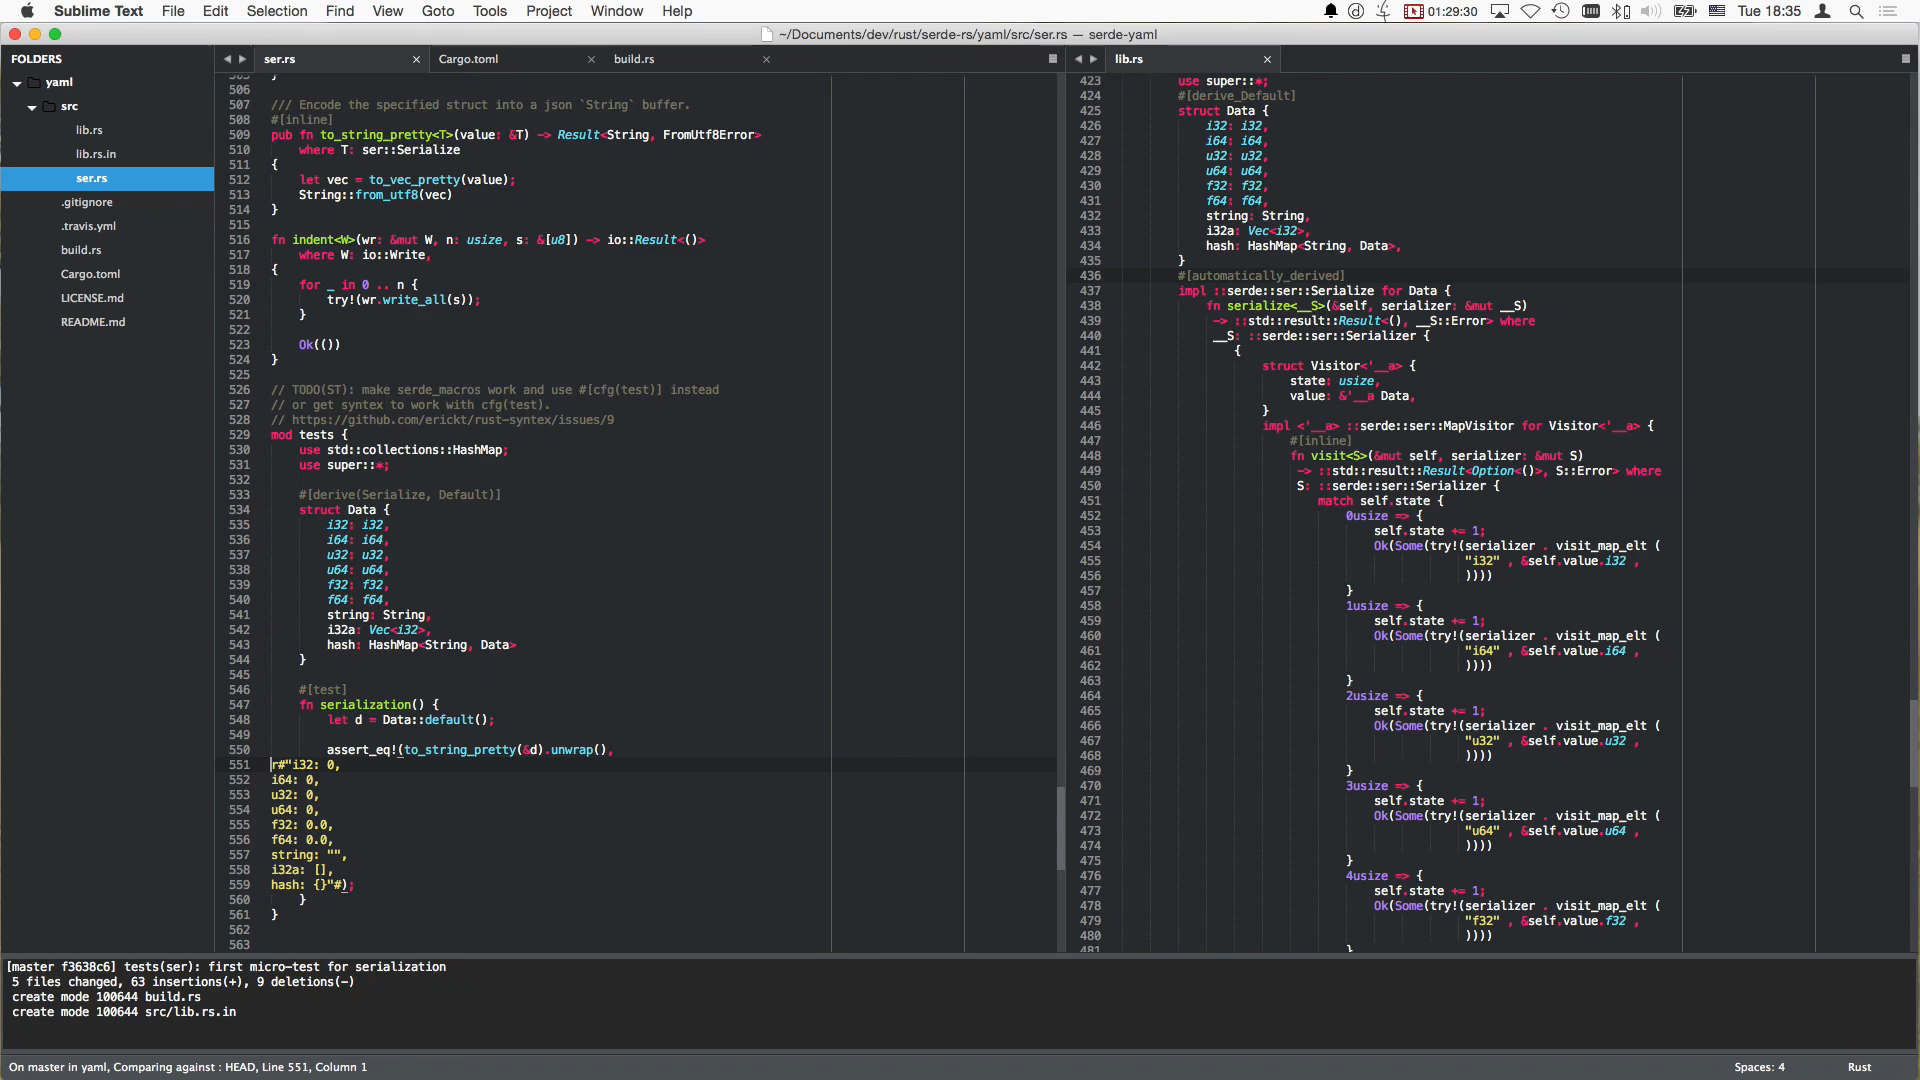 Sublime Text File Edit Selection Find View Goto Tools Project Window Help 01:29:30 Tue 18:35
~/Documents/dev/rust/serde-rs/yaml/src/ser.rs — serde-yaml
FOLDERS
yaml
src
lib.rs
lib.rs.in
ser.rs
.gitignore
.travis.yml
build.rs
Cargo.toml
LICENSE.md
README.md
ser.rs Cargo.toml build.rs
505 }
506
507 /// Encode the specified struct into a json `String` buffer.
508 #[inline]
509 pub fn to_string_pretty<T>(value: &T) -> Result<String, FromUtf8Error>
510 where T: ser::Serialize
511 {
512 let vec = to_vec_pretty(value);
513 String::from_utf8(vec)
514 }
515
516 fn indent<W>(wr: &mut W, n: usize, s: &[u8]) -> io::Result<()>
517 where W: io::Write,
518 {
519 for _ in 0 .. n {
520 try!(wr.write_all(s));
521 }
522
523 Ok(())
524 }
525
526 // TODO(ST): make serde_macros work and use #[cfg(test)] instead
527 // or get syntex to work with cfg(test).
528 // https://github.com/erickt/rust-syntex/issues/9
529 mod tests {
530 use std::collections::HashMap;
531 use super::*;
532
533 #[derive(Serialize, Default)]
534 struct Data {
535 i32: i32,
536 i64: i64,
537 u32: u32,
538 u64: u64,
539 f32: f32,
540 f64: f64,
541 string: String,
542 i32a: Vec<i32>,
543 hash: HashMap<String, Data>
544 }
545
546 #[test]
547 fn serialization() {
548 let d = Data::default();
549
550 assert_eq!(to_string_pretty(&d).unwrap(),
551 r#"i32: 0,
552 i64: 0,
553 u32: 0,
554 u64: 0,
555 f32: 0.0,
556 f64: 0.0,
557 string: "",
558 i32a: [],
559 hash: {}"#);
560 }
561 }
562
563
lib.rs
423 use super::*;
424 #[derive_Default]
425 struct Data {
426 i32: i32,
427 i64: i64,
428 u32: u32,
429 u64: u64,
430 f32: f32,
431 f64: f64,
432 string: String,
433 i32a: Vec<i32>,
434 hash: HashMap<String, Data>,
435 }
436 #[automatically_derived]
437 impl ::serde::ser::Serialize for Data {
438 fn serialize<__S>(&self, serializer: &mut __S)
439 -> ::std::result::Result<(), __S::Error> where
440 __S: ::serde::ser::Serializer {
441 {
442 struct Visitor<'__a> {
443 state: usize,
444 value: &'__a Data,
445 }
446 impl <'__a> ::serde::ser::MapVisitor for Visitor<'__a> {
447 #[inline]
448 fn visit<S>(&mut self, serializer: &mut S)
449 -> ::std::result::Result<Option<()>, S::Error> where
450 S: ::serde::ser::Serializer {
451 match self.state {
452 0usize => {
453 self.state += 1;
454 Ok(Some(try!(serializer . visit_map_elt (
455 "i32" , &self.value.i32 ,
456 ))))
457 }
458 1usize => {
459 self.state += 1;
460 Ok(Some(try!(serializer . visit_map_elt (
461 "i64" , &self.value.i64 ,
462 ))))
463 }
464 2usize => {
465 self.state += 1;
466 Ok(Some(try!(serializer . visit_map_elt (
467 "u32" , &self.value.u32 ,
468 ))))
469 }
470 3usize => {
471 self.state += 1;
472 Ok(Some(try!(serializer . visit_map_elt (
473 "u64" , &self.value.u64 ,
474 ))))
475 }
476 4usize => {
477 self.state += 1;
478 Ok(Some(try!(serializer . visit_map_elt (
479 "f32" , &self.value.f32 ,
480 ))))
481 }
[master f3638c6] tests(ser): first micro-test for serialization
5 files changed, 63 insertions(+), 9 deletions(-)
create mode 100644 build.rs
create mode 100644 src/lib.rs.in
On master in yaml, Comparing against : HEAD, Line 551, Column 1 Spaces: 4 Rust